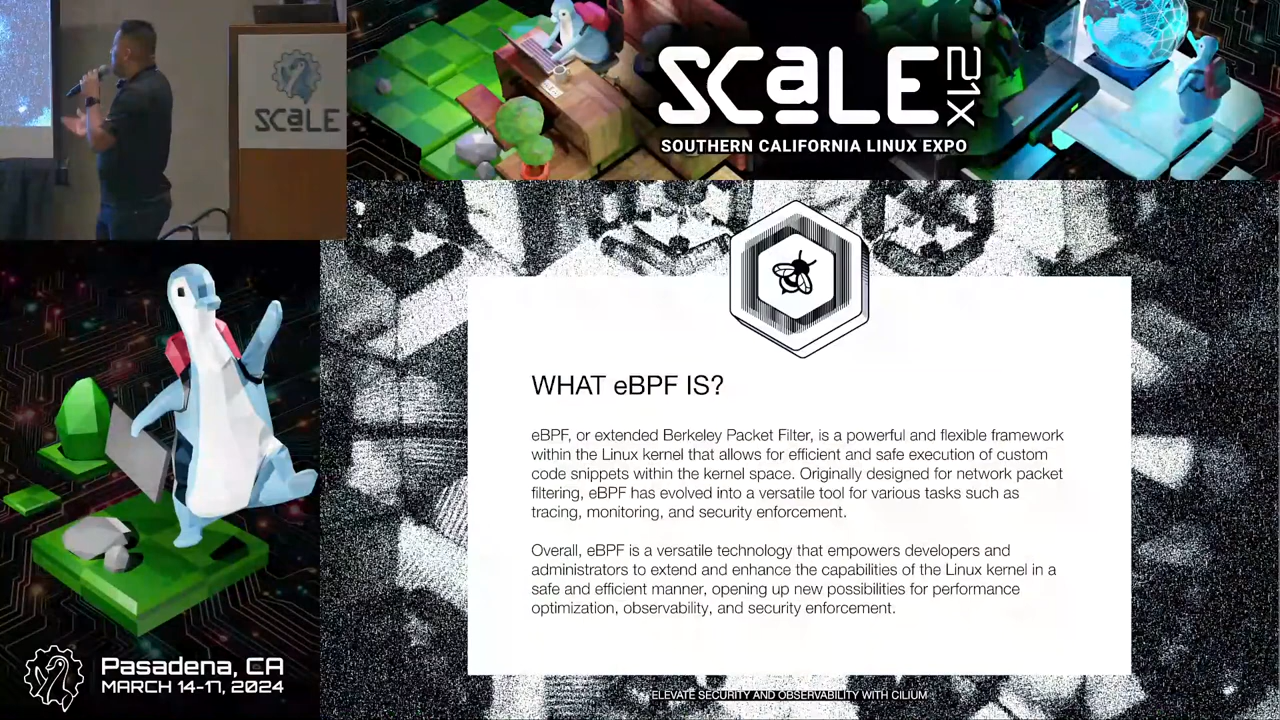 SCaLE
SCaLE 21X
SOUTHERN CALIFORNIA LINUX EXPO
WHAT eBPF IS?
eBPF, or extended Berkeley Packet Filter, is a powerful and flexible framework
within the Linux kernel that allows for efficient and safe execution of custom
code snippets within the kernel space. Originally designed for network packet
filtering, eBPF has evolved into a versatile tool for various tasks such as
tracing, monitoring, and security enforcement.
Overall, eBPF is a versatile technology that empowers developers and
administrators to extend and enhance the capabilities of the Linux kernel in a
safe and efficient manner, opening up new possibilities for performance
optimization, observability, and security enforcement.
ELEVATE SECURITY AND OBSERVABILITY WITH CILIUM
Pasadena, CA
MARCH 14-17, 2024